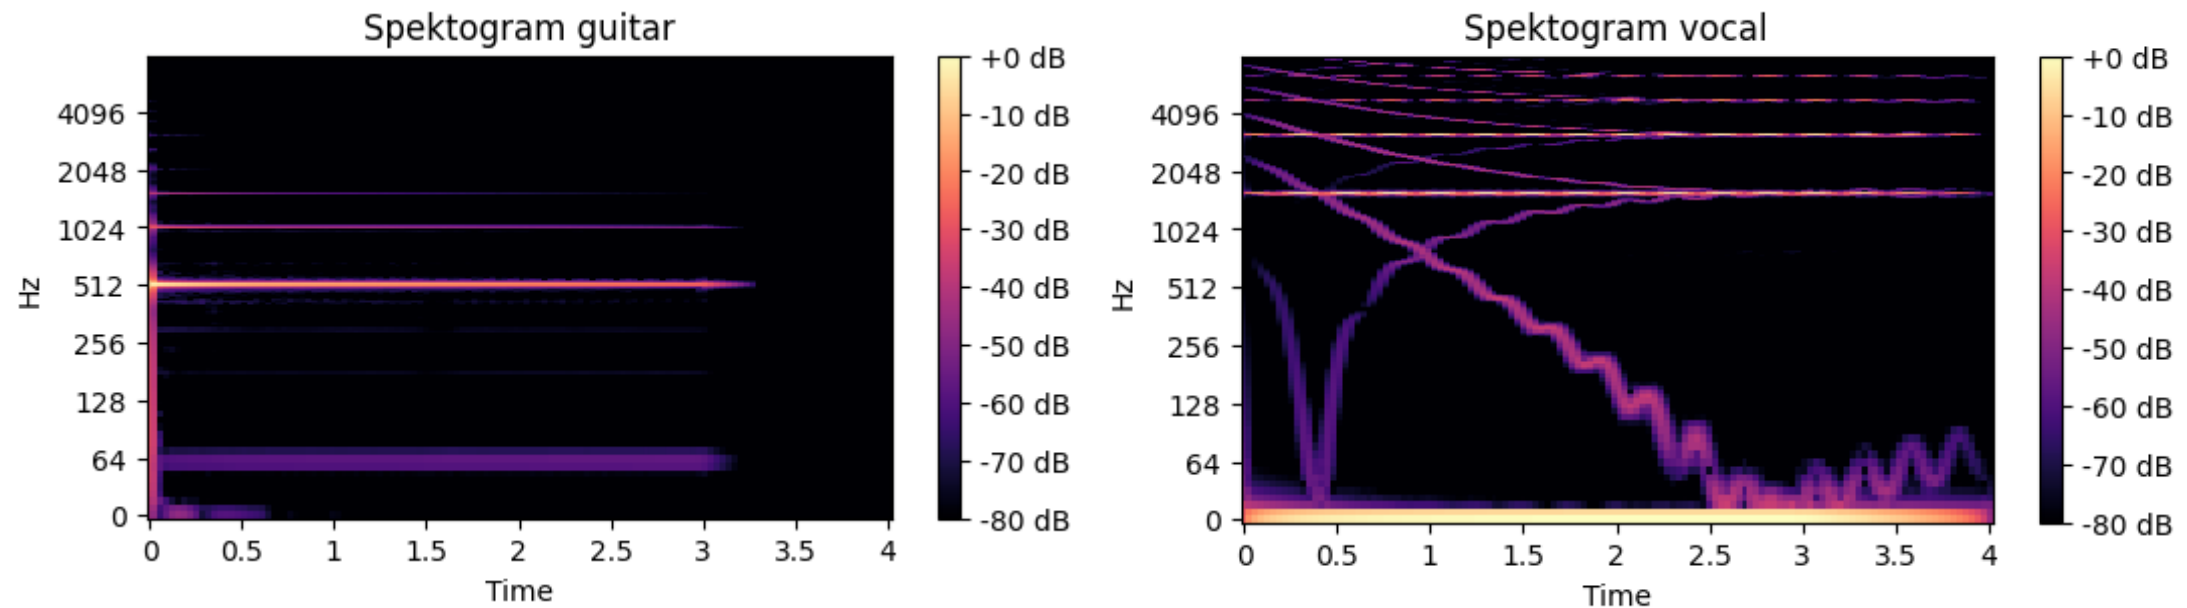 Spektogram guitar
+0 dB
4096
-10 dB
2048
-20 dB
1024
-30 dB
Hz
512
-40 dB
256
-50 dB
128
-60 dB
64
-70 dB
0
-80 dB
0 0.5 1 1.5 2 2.5 3 3.5 4
Time
Spektogram vocal
+0 dB
4096
-10 dB
2048
-20 dB
1024
-30 dB
Hz
512
-40 dB
256
-50 dB
128
-60 dB
64
-70 dB
0
-80 dB
0 0.5 1 1.5 2 2.5 3 3.5 4
Time